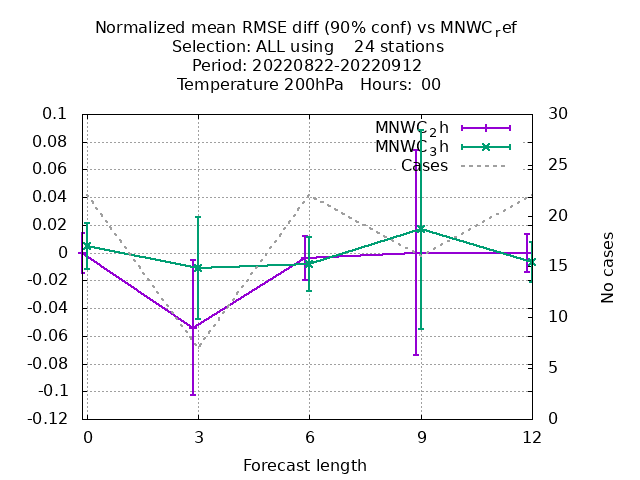 Normalized mean RMSE diff (90% conf) vs MNWCref
Selection: ALL using    24 stations
Period: 20220822-20220912
Temperature 200hPa   Hours: 00
0.1
0.08
0.06
0.04
0.02
0
-0.02
-0.04
-0.06
-0.08
-0.1
-0.12
MNWC2h
MNWC3h
Cases
30
25
20
15
10
5
0
No cases
0 3 6 9 12
Forecast length